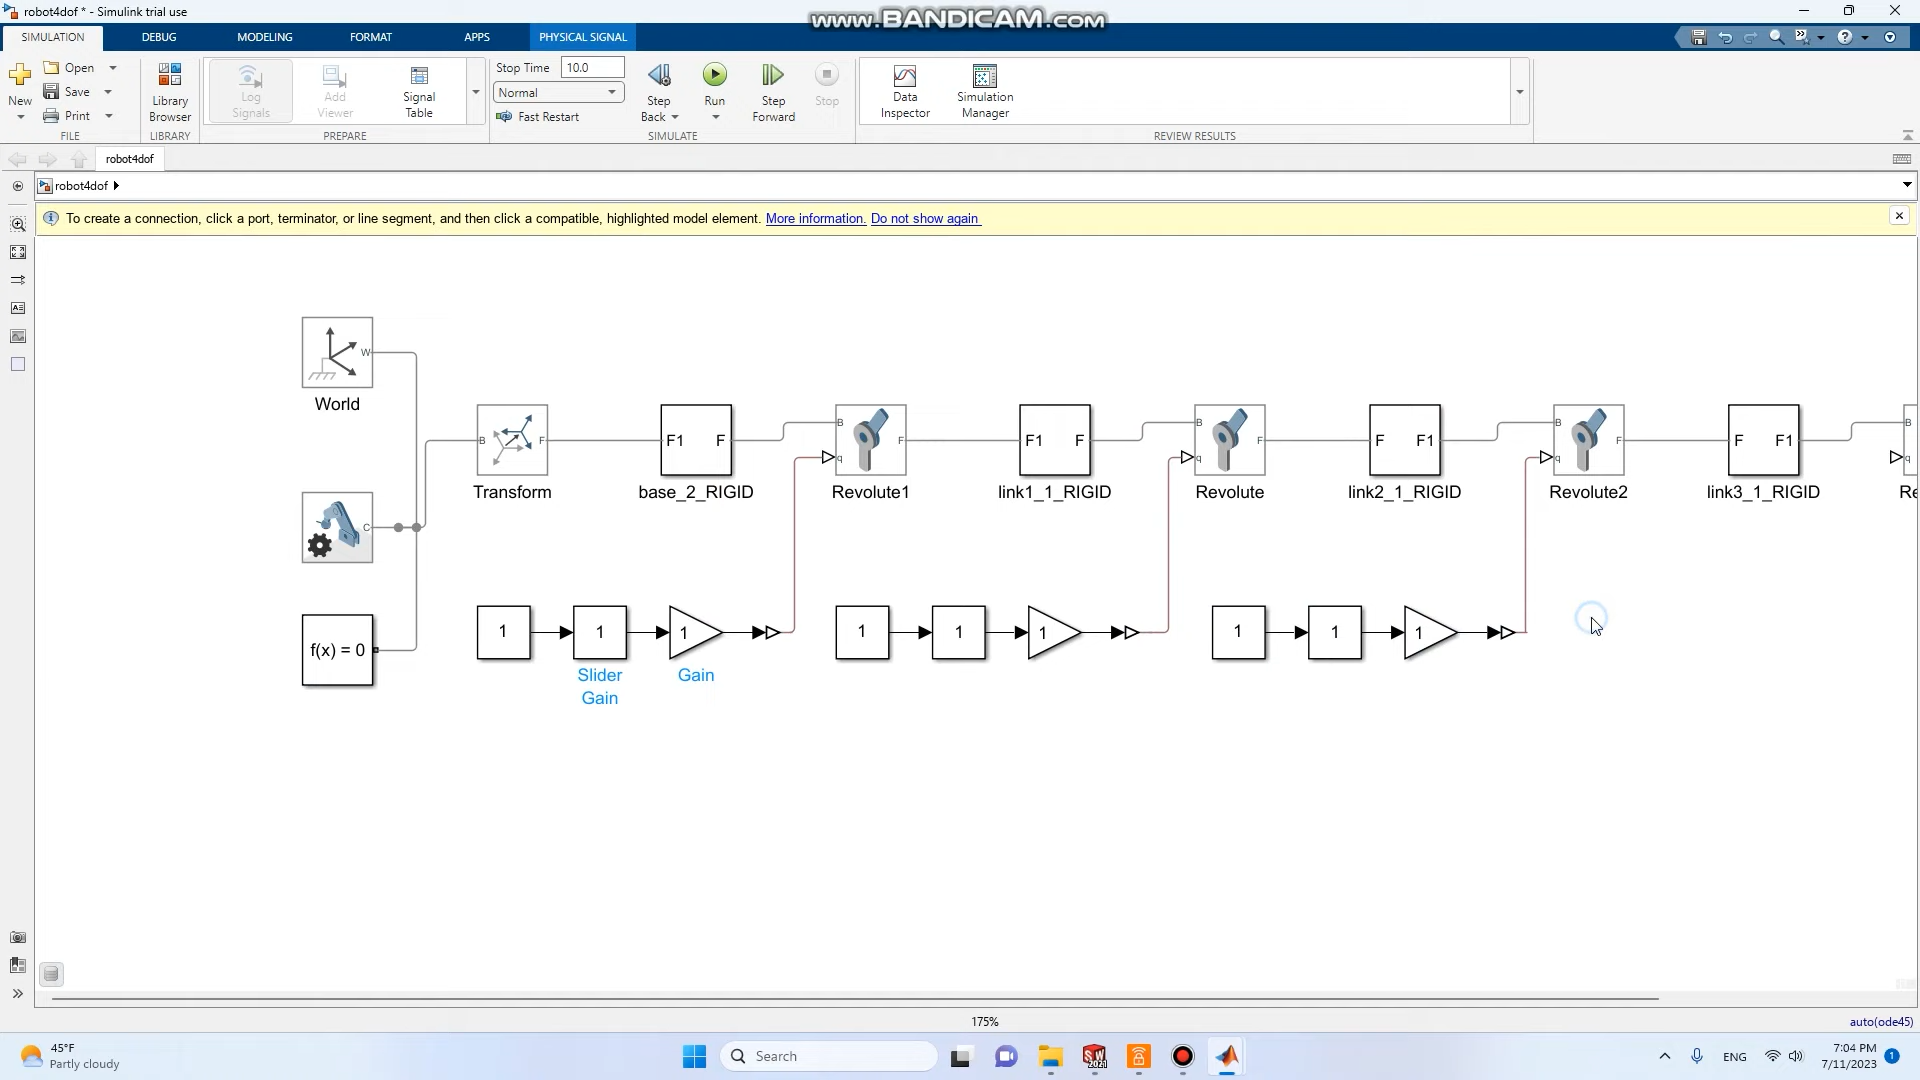 robot4dof * - Simulink trial use
www.BANDICAM.com
SIMULATION
DEBUG
MODELING
FORMAT
APPS
PHYSICAL SIGNAL
New
Open
Save
Print
FILE
Library
Browser
LIBRARY
Log
Signals
Add
Viewer
Signal
Table
PREPARE
Stop Time
10.0
Normal
Fast Restart
Step
Back
Run
Step
Forward
Stop
SIMULATE
Data
Inspector
Simulation
Manager
REVIEW RESULTS
robot4dof
robot4dof
To create a connection, click a port, terminator, or line segment, and then click a compatible, highlighted model element. More information. Do not show again
W
World
C
f(x) = 0
B
F
Transform
F1
F
base_2_RIGID
B
q
F
Revolute1
F1
F
link1_1_RIGID
B
q
F
Revolute
F
F1
link2_1_RIGID
B
q
F
Revolute2
F
F1
link3_1_RIGID
B
q
Re
1
1
1
Slider
Gain
Gain
1
1
1
1
1
1
175%
auto(ode45)
45°F
Partly cloudy
Search
SW
2021
ENG
7:04 PM
7/11/2023
1